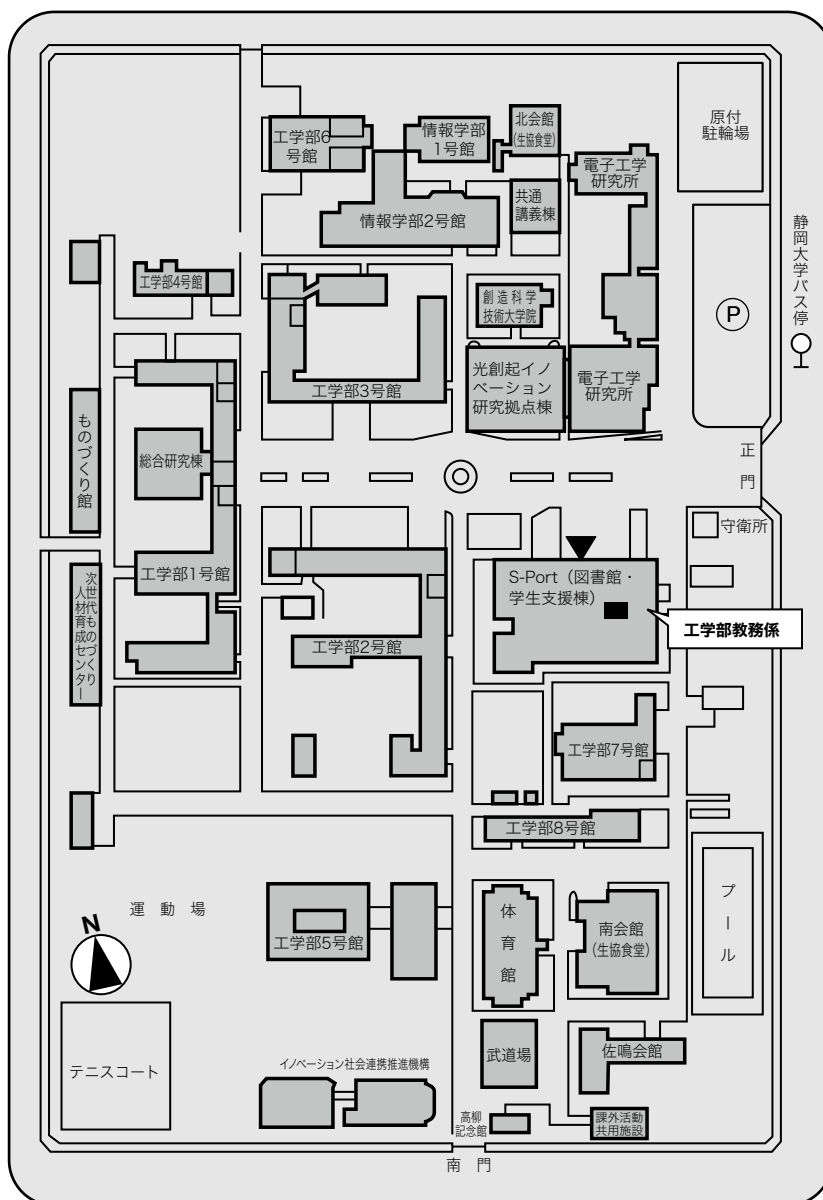 原付
駐輪場
北会館
(生協食堂)
情報学部
1号館
工学部6
号館
電子工学
研究所
共通
講義棟
情報学部2号館
静岡大学バス停
工学部4号館
創造科学
技術大学院
P
光創起イノ
ベーション
研究拠点棟
電子工学
研究所
工学部3号館
ものづくり館
総合研究棟
正門
守衛所
S-Port（図書館・
学生支援棟）
工学部教務係
工学部1号館
次世代ものづくり
人材育成センター
工学部2号館
工学部7号館
工学部8号館
運動場
N
工学部5号館
体育館
南会館
(生協食堂)
プール
テニスコート
イノベーション社会連携推進機構
武道場
佐鳴会館
高柳
記念館
課外活動
共用施設
南門